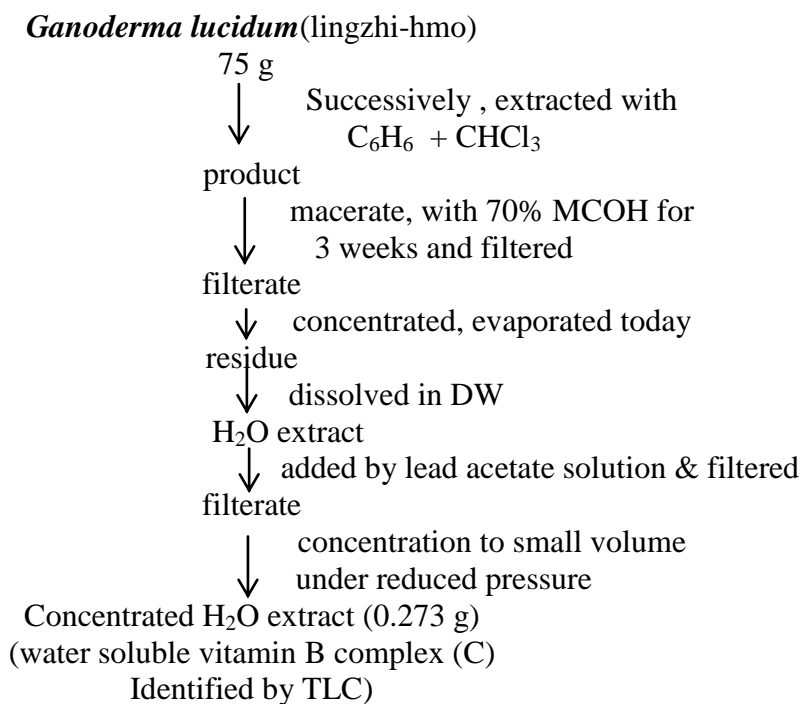 Ganoderma lucidum(lingzhi-hmo)
75 g
Successively , extracted with
C₆H₆ + CHCl₃
product
macerate, with 70% MCOH for
3 weeks and filtered
filterate
concentrated, evaporated today
residue
dissolved in DW
H₂O extract
added by lead acetate solution & filtered
filterate
concentration to small volume
under reduced pressure
Concentrated H₂O extract (0.273 g)
(water soluble vitamin B complex (C)
Identified by TLC)